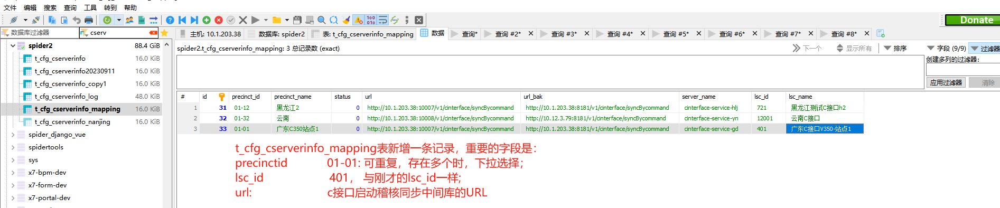 文件 编辑 搜索 查询 工具 转到 帮助
Donate
数据库过滤器 cserv
主机: 10.1.203.38 数据库: spider2 表: t_cfg_cserverinfo_mapping 数据 查询* 查询 #2* 查询 #3* 查询 #4* 查询 #5* 查询 #6* 查询 #7* 查询 #8*
spider2 88.4 GiB
t_cfg_cserverinfo 16.0 KiB
t_cfg_cserverinfo20230911 16.0 KiB
t_cfg_cserverinfo_copy1 16.0 KiB
t_cfg_cserverinfo_log 48.0 KiB
t_cfg_cserverinfo_mapping 16.0 KiB
t_cfg_cserverinfo_nanjing 16.0 KiB
spider_django_vue
spidertools
sys
x7-bpm-dev
x7-form-dev
x7-portal-dev
spider2.t_cfg_cserverinfo_mapping: 3 总记录数 (exact) 下一个 显示所有 排序 字段 (9/9) 过滤器
创建多列的过滤器:
应用过滤器 清除
# id precinct_id precinct_name status url url_bak server_name lsc_id lsc_name
1 31 01-12 黑龙江2 0 http://10.1.203.38:10007/v1/cinterface/syncBycommand http://10.1.203.38:8181/v1/cinterface/syncBycommand cinterface-service-hlj 721 黑龙江测试C接口h2
2 32 01-32 云南 0 http://10.1.203.38:10008/v1/cinterface/syncBycommand http://10.12.3.79:8181/v1/cinterface/syncBycommand cinterface-service-yn 12001 云南C接口
3 33 01-01 广东C350站点1 0 http://10.1.203.38:10007/v1/cinterface/syncBycommand http://10.1.203.38:8181/v1/cinterface/syncBycommand cinterface-service-gd 401 广东C接口V350-站点1
t_cfg_cserverinfo_mapping表新增一条记录，重要的字段是：
precinctid 01-01: 可重复，存在多个时，下拉选择；
lsc_id 401， 与刚才的lsc_id一样;
url: c接口启动稽核同步中间库的URL